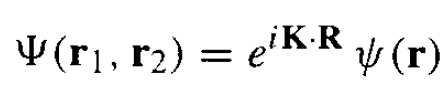 Ψ(r₁, r₂) = e^{iK·R} ψ(r)